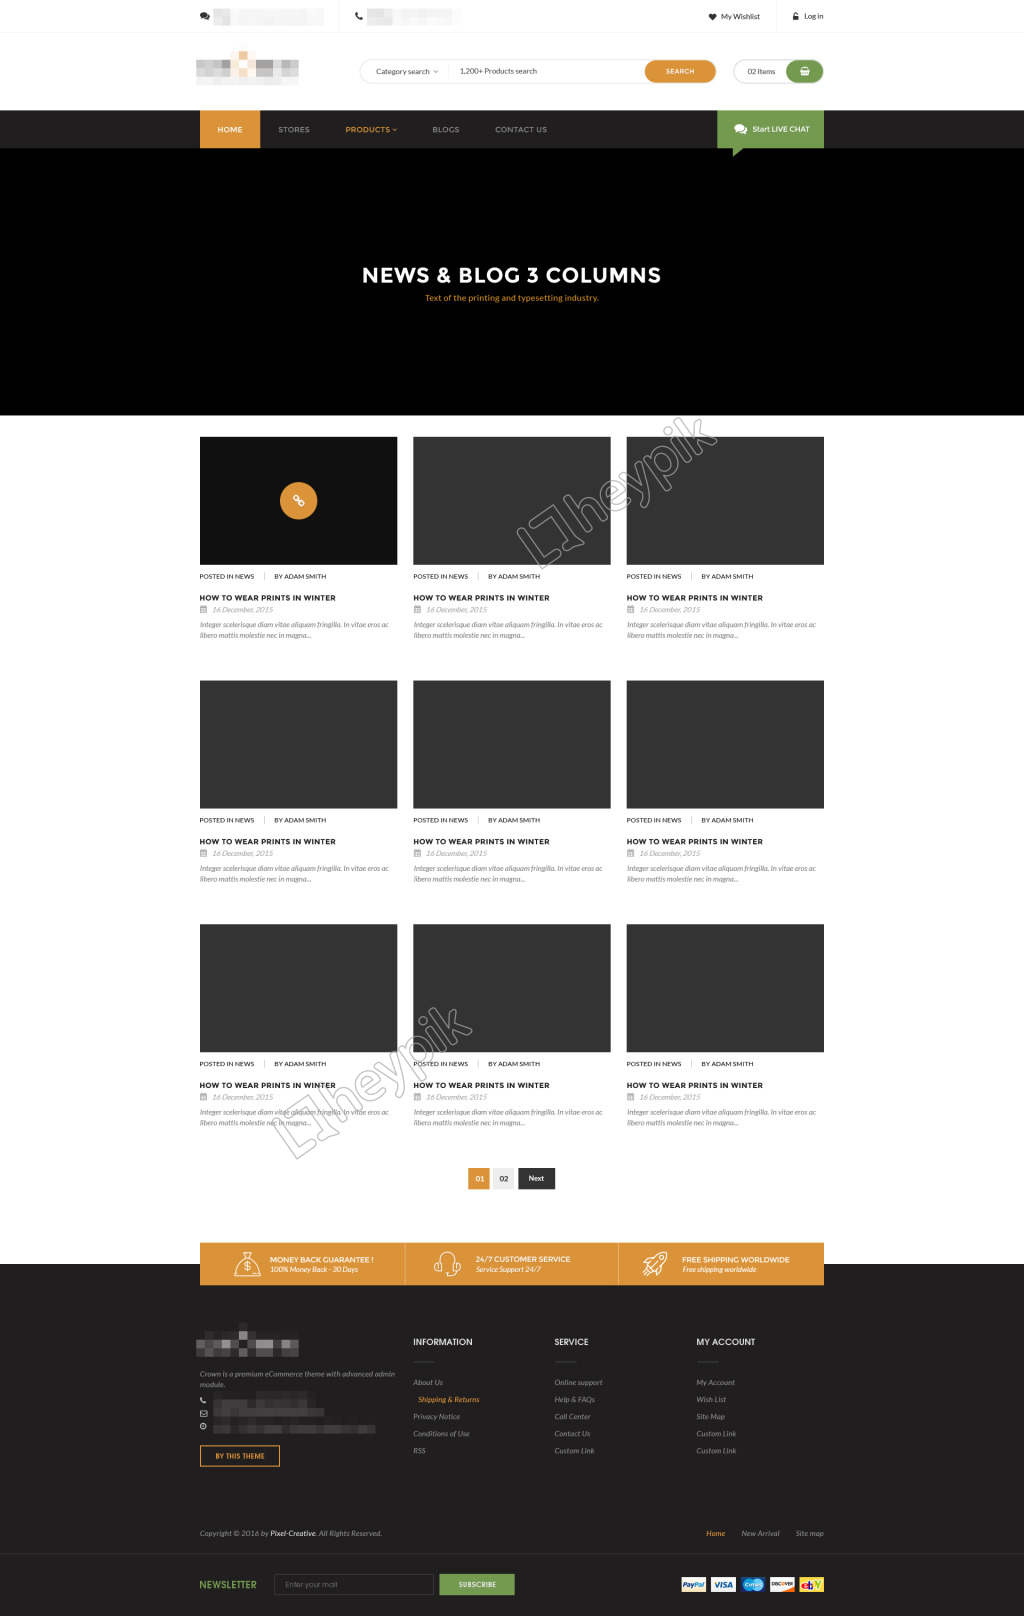 My Wishlist
Log in
Category search
1,200+ Products search
SEARCH
02 Items
HOME
STORES
PRODUCTS
BLOGS
CONTACT US
Start LIVE CHAT
NEWS & BLOG 3 COLUMNS
Text of the printing and typesetting industry.
heypik
POSTED IN NEWS
BY ADAM SMITH
HOW TO WEAR PRINTS IN WINTER
16 December, 2015
Integer scelerisque diam vitae aliquam fringilla. In vitae eros ac
libero mattis molestie nec in magna...
POSTED IN NEWS
BY ADAM SMITH
HOW TO WEAR PRINTS IN WINTER
16 December, 2015
Integer scelerisque diam vitae aliquam fringilla. In vitae eros ac
libero mattis molestie nec in magna...
POSTED IN NEWS
BY ADAM SMITH
HOW TO WEAR PRINTS IN WINTER
16 December, 2015
Integer scelerisque diam vitae aliquam fringilla. In vitae eros ac
libero mattis molestie nec in magna...
POSTED IN NEWS
BY ADAM SMITH
HOW TO WEAR PRINTS IN WINTER
16 December, 2015
Integer scelerisque diam vitae aliquam fringilla. In vitae eros ac
libero mattis molestie nec in magna...
POSTED IN NEWS
BY ADAM SMITH
HOW TO WEAR PRINTS IN WINTER
16 December, 2015
Integer scelerisque diam vitae aliquam fringilla. In vitae eros ac
libero mattis molestie nec in magna...
POSTED IN NEWS
BY ADAM SMITH
HOW TO WEAR PRINTS IN WINTER
16 December, 2015
Integer scelerisque diam vitae aliquam fringilla. In vitae eros ac
libero mattis molestie nec in magna...
POSTED IN NEWS
BY ADAM SMITH
HOW TO WEAR PRINTS IN WINTER
16 December, 2015
Integer scelerisque diam vitae aliquam fringilla. In vitae eros ac
libero mattis molestie nec in magna...
heypik
POSTED IN NEWS
BY ADAM SMITH
HOW TO WEAR PRINTS IN WINTER
16 December, 2015
Integer scelerisque diam vitae aliquam fringilla. In vitae eros ac
libero mattis molestie nec in magna...
POSTED IN NEWS
BY ADAM SMITH
HOW TO WEAR PRINTS IN WINTER
16 December, 2015
Integer scelerisque diam vitae aliquam fringilla. In vitae eros ac
libero mattis molestie nec in magna...
01
02
Next
MONEY BACK GUARANTEE !
100% Money Back - 30 Days
24/7 CUSTOMER SERVICE
Service Support 24/7
FREE SHIPPING WORLDWIDE
Free shipping worldwide
Crown is a premium eCommerce theme with advanced admin
module.
BY THIS THEME
INFORMATION
About Us
Shipping & Returns
Privacy Notice
Conditions of Use
RSS
SERVICE
Online support
Help & FAQs
Call Center
Contact Us
Custom Link
MY ACCOUNT
My Account
Wish List
Site Map
Custom Link
Custom Link
Copyright © 2016 by Pixel-Creative. All Rights Reserved.
Home
New Arrival
Site map
NEWSLETTER
Enter your mail
SUBSCRIBE
PayPal
VISA
Cirrus
DISCOVER